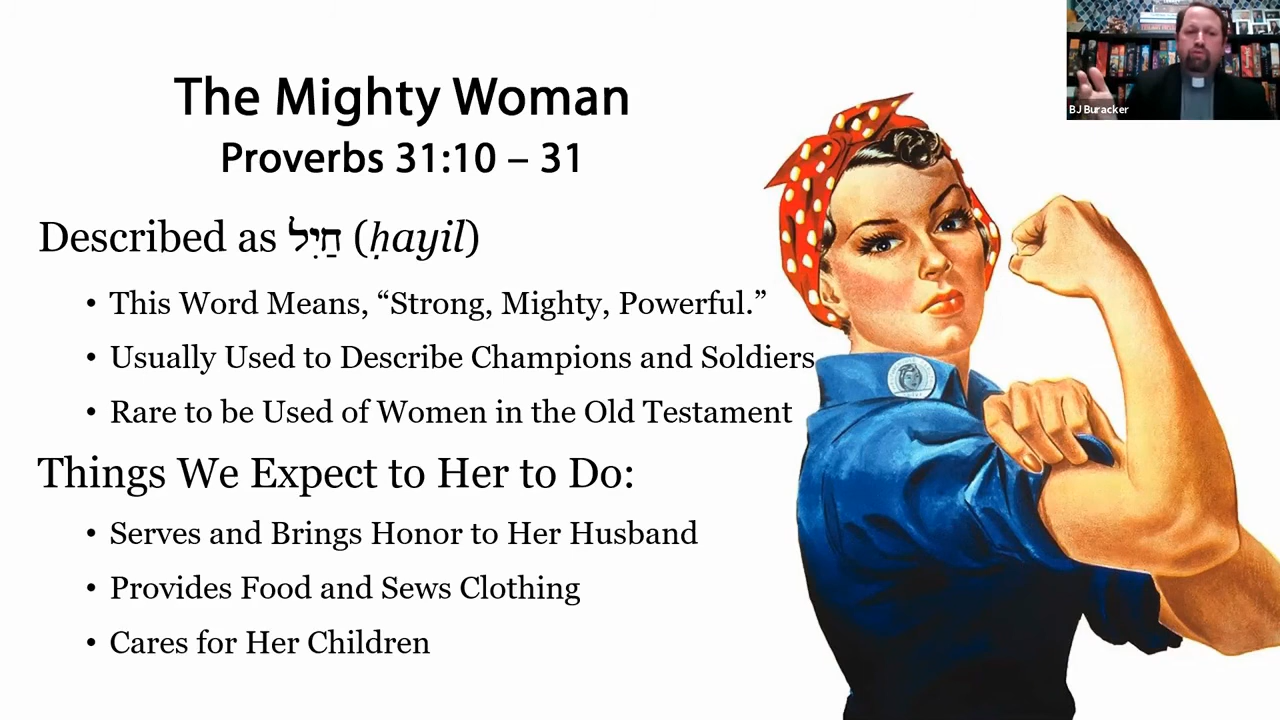 The Mighty Woman
Proverbs 31:10 – 31
Described as חַיִל (ḥayil)
• This Word Means, “Strong, Mighty, Powerful.”
• Usually Used to Describe Champions and Soldiers
• Rare to be Used of Women in the Old Testament
Things We Expect to Her to Do:
• Serves and Brings Honor to Her Husband
• Provides Food and Sews Clothing
• Cares for Her Children
BJ Buracker